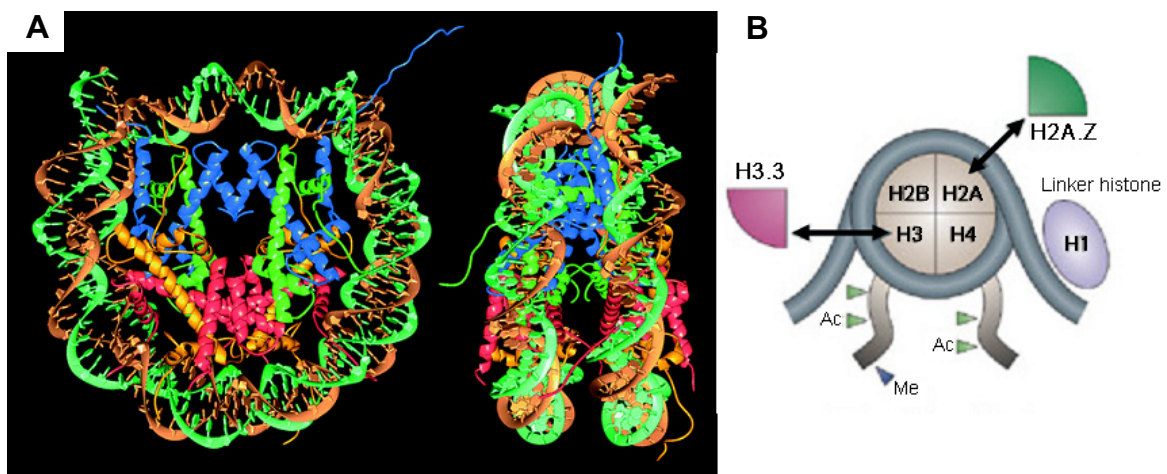 A
B
H2A.Z
H3.3
Linker histone
H2B H2A
H3 H4
H1
Ac
Ac
Me